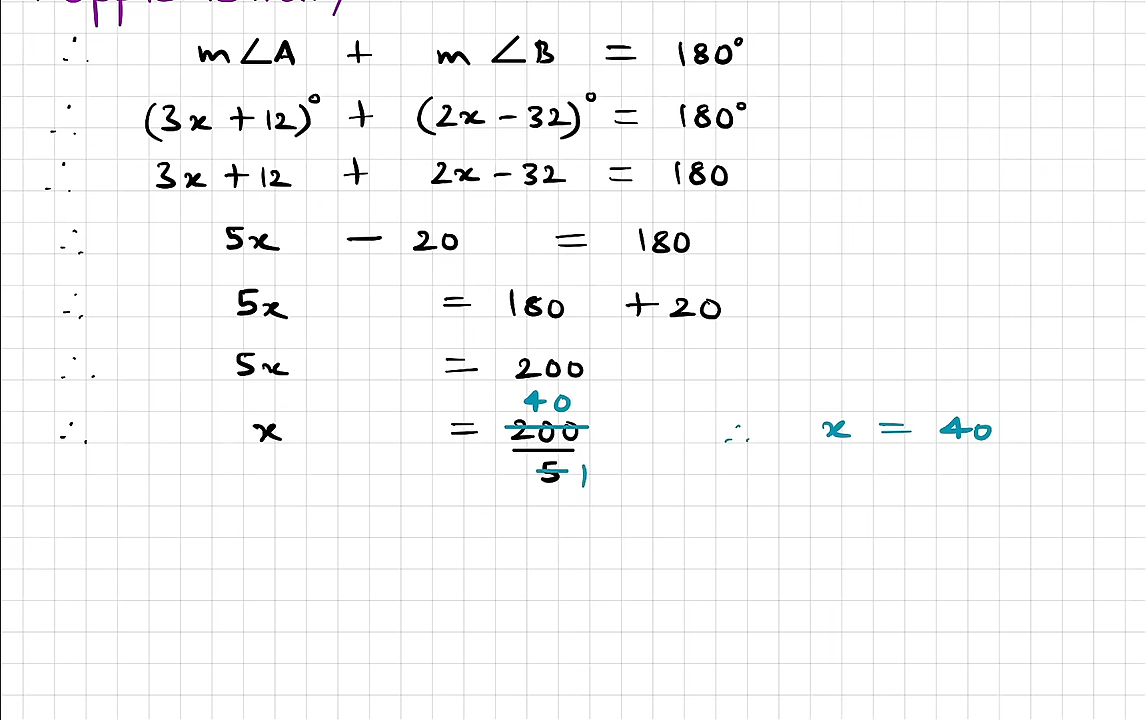 ∴ m∠A + m∠B = 180°
∴ (3x + 12)° + (2x - 32)° = 180°
∴ 3x + 12 + 2x - 32 = 180
∴ 5x - 20 = 180
∴ 5x = 180 + 20
∴ 5x = 200
40
∴ x = 200 ∴ x = 40
5 1